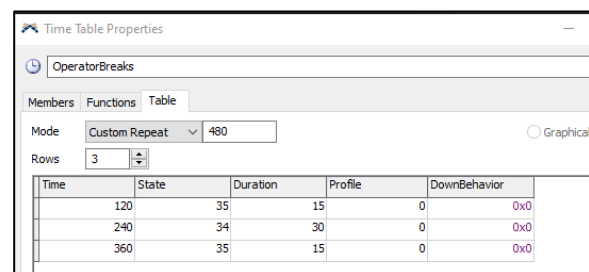 Time Table Properties
OperatorBreaks
Members Functions Table
Mode Custom Repeat 480 Graphical
Rows 3
Time State Duration Profile DownBehavior
120 35 15 0 0x0
240 34 30 0 0x0
360 35 15 0 0x0